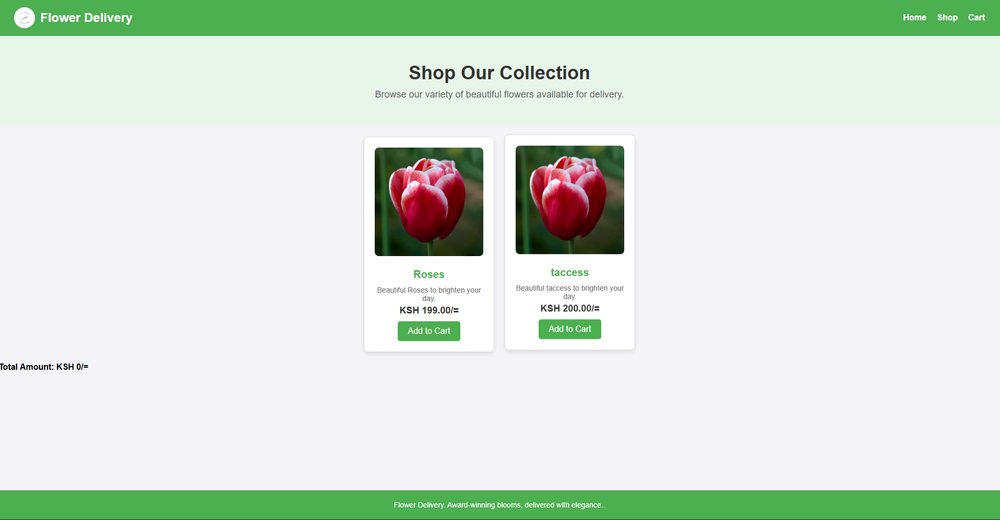 Flower Delivery
Home Shop Cart
Shop Our Collection
Browse our variety of beautiful flowers available for delivery.
Roses
Beautiful Roses to brighten your
day.
KSH 199.00/=
Add to Cart
taccess
Beautiful taccess to brighten your
day.
KSH 200.00/=
Add to Cart
Total Amount: KSH 0/=
Flower Delivery. Award-winning blooms, delivered with elegance..